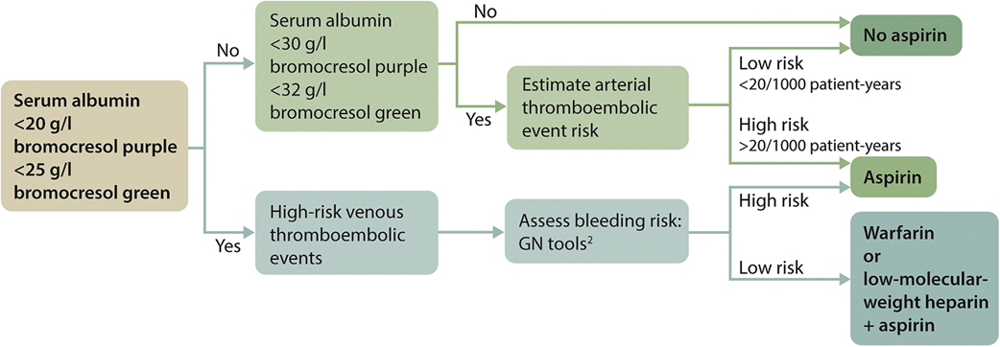 Serum albumin
<20 g/l
bromocresol purple
<25 g/l
bromocresol green
No
Yes
Serum albumin
<30 g/l
bromocresol purple
<32 g/l
bromocresol green
No
Yes
Estimate arterial
thromboembolic
event risk
Low risk
<20/1000 patient-years
High risk
>20/1000 patient-years
No aspirin
Aspirin
High-risk venous
thromboembolic
events
Assess bleeding risk:
GN tools²
High risk
Low risk
Warfarin
or
low-molecular-
weight heparin
+ aspirin